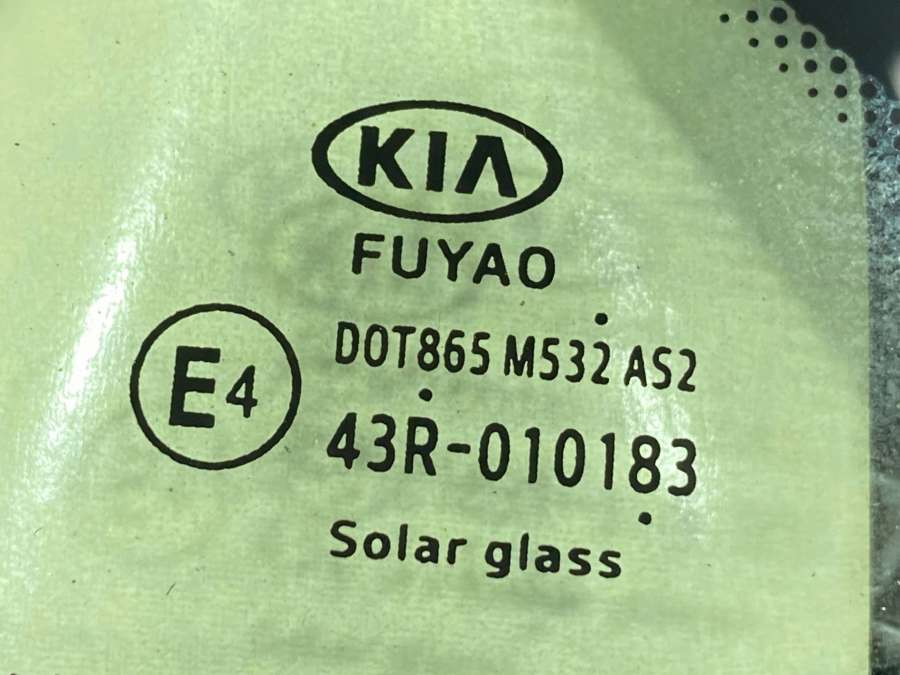 KIA
FUYAO
DOT865 M532 AS2
E4
43R-010183
Solar glass